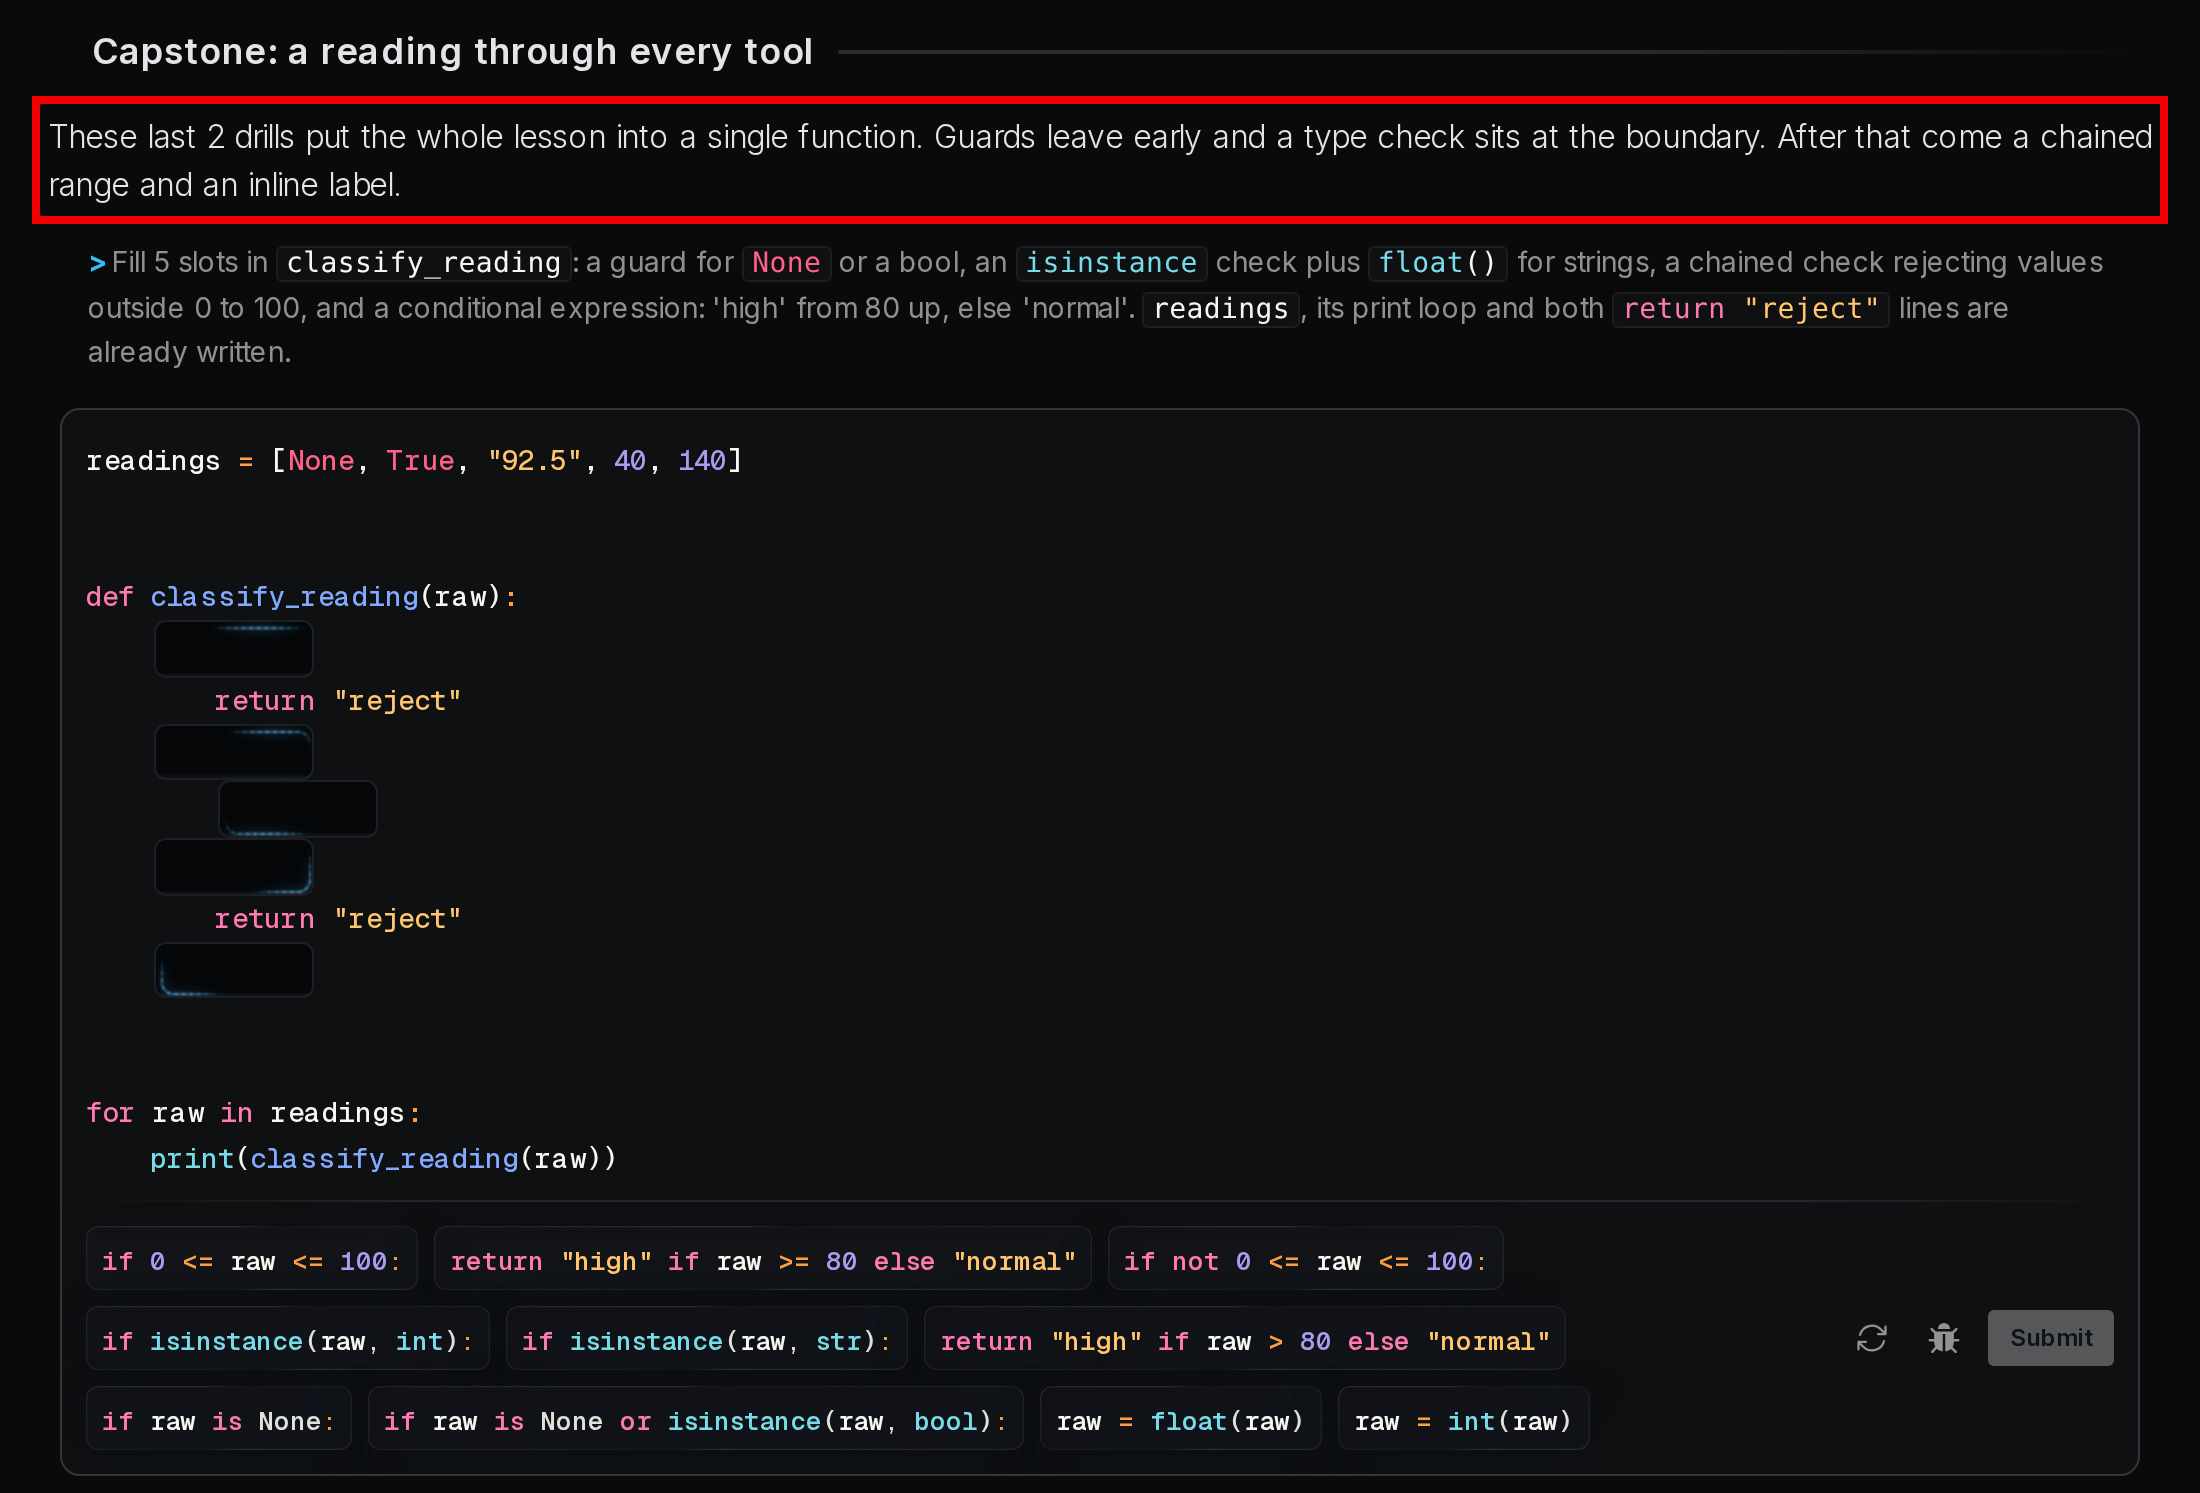 Capstone: a reading through every tool
These last 2 drills put the whole lesson into a single function. Guards leave early and a type check sits at the boundary. After that come a chained
range and an inline label.
> Fill 5 slots in classify_reading: a guard for None or a bool, an isinstance check plus float() for strings, a chained check rejecting values
outside 0 to 100, and a conditional expression: 'high' from 80 up, else 'normal'. readings, its print loop and both return "reject" lines are
already written.
readings = [None, True, "92.5", 40, 140]
def classify_reading(raw):
return "reject"
return "reject"
for raw in readings:
print(classify_reading(raw))
if 0 <= raw <= 100: return "high" if raw >= 80 else "normal" if not 0 <= raw <= 100:
if isinstance(raw, int): if isinstance(raw, str): return "high" if raw > 80 else "normal" Submit
if raw is None: if raw is None or isinstance(raw, bool): raw = float(raw) raw = int(raw)